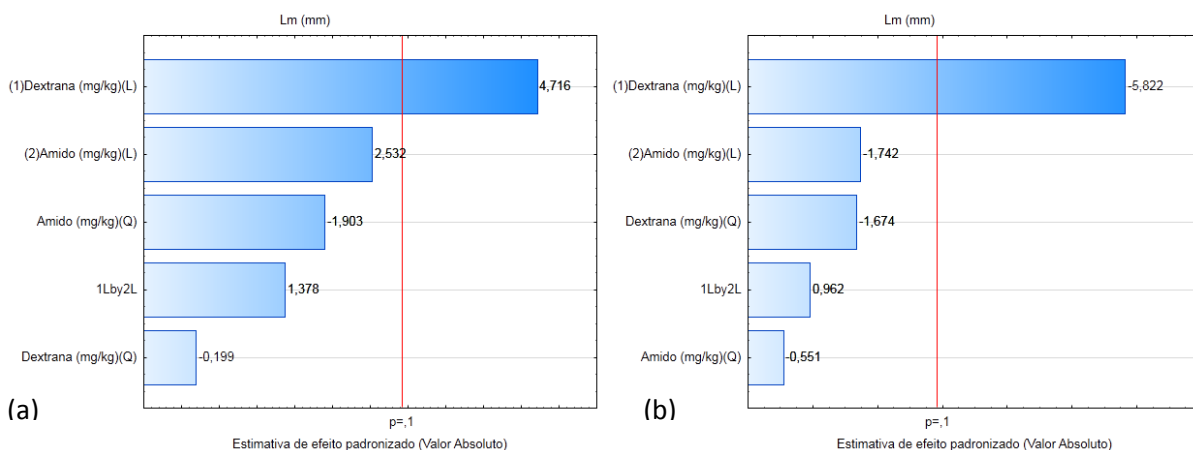 Lm (mm)
(1)Dextrana (mg/kg)(L)
4,716
(2)Amido (mg/kg)(L)
2,532
Amido (mg/kg)(Q)
-1,903
1Lby2L
1,378
Dextrana (mg/kg)(Q)
-0,199
p=,1
Estimativa de efeito padronizado (Valor Absoluto)
(a)
Lm (mm)
(1)Dextrana (mg/kg)(L)
-5,822
(2)Amido (mg/kg)(L)
-1,742
Dextrana (mg/kg)(Q)
-1,674
1Lby2L
0,962
Amido (mg/kg)(Q)
-0,551
p=,1
Estimativa de efeito padronizado (Valor Absoluto)
(b)